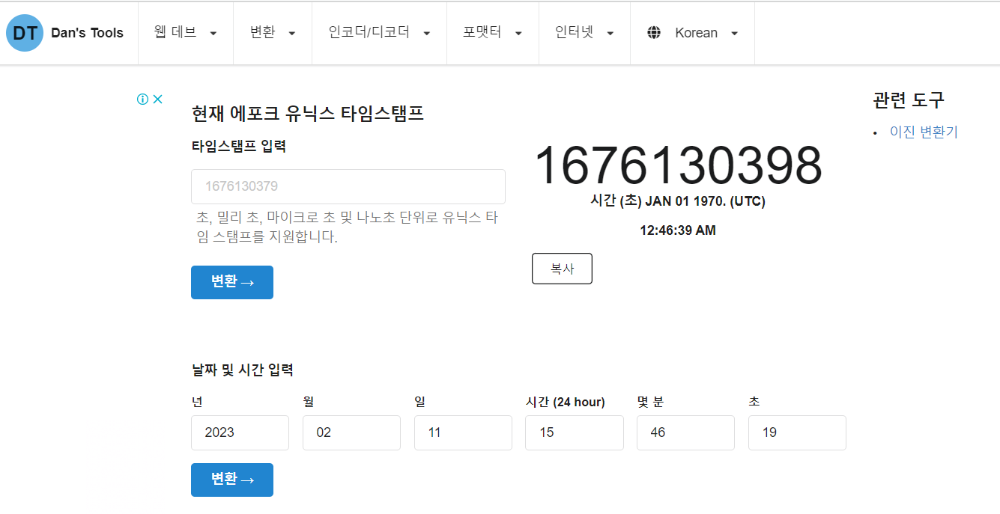 DT Dan's Tools 웹 데브 변환 인코더/디코더 포맷터 인터넷 Korean
현재 에포크 유닉스 타임스탬프
타임스탬프 입력
1676130379
초, 밀리 초, 마이크로 초 및 나노초 단위로 유닉스 타
임 스탬프를 지원합니다.
변환 →
1676130398
시간 (초) JAN 01 1970. (UTC)
12:46:39 AM
복사
관련 도구
• 이진 변환기
날짜 및 시간 입력
년 월 일 시간 (24 hour) 몇 분 초
2023 02 11 15 46 19
변환 →